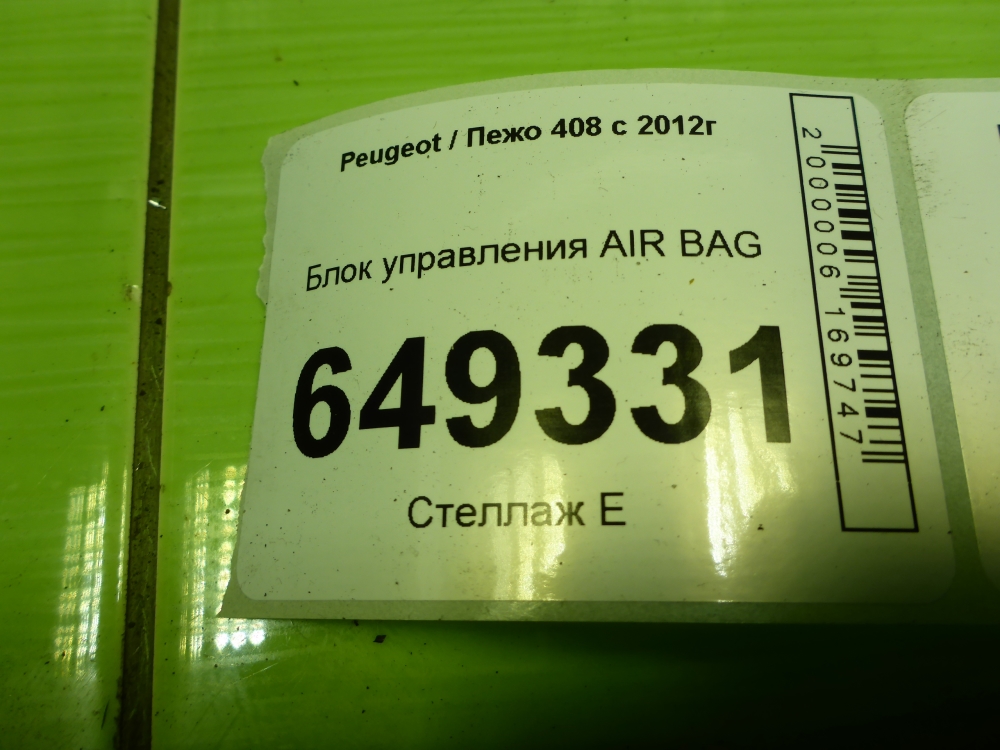 Peugeot / Пежо 408 с 2012г
Блок управления AIR BAG
649331
Стеллаж Е
2000006169747